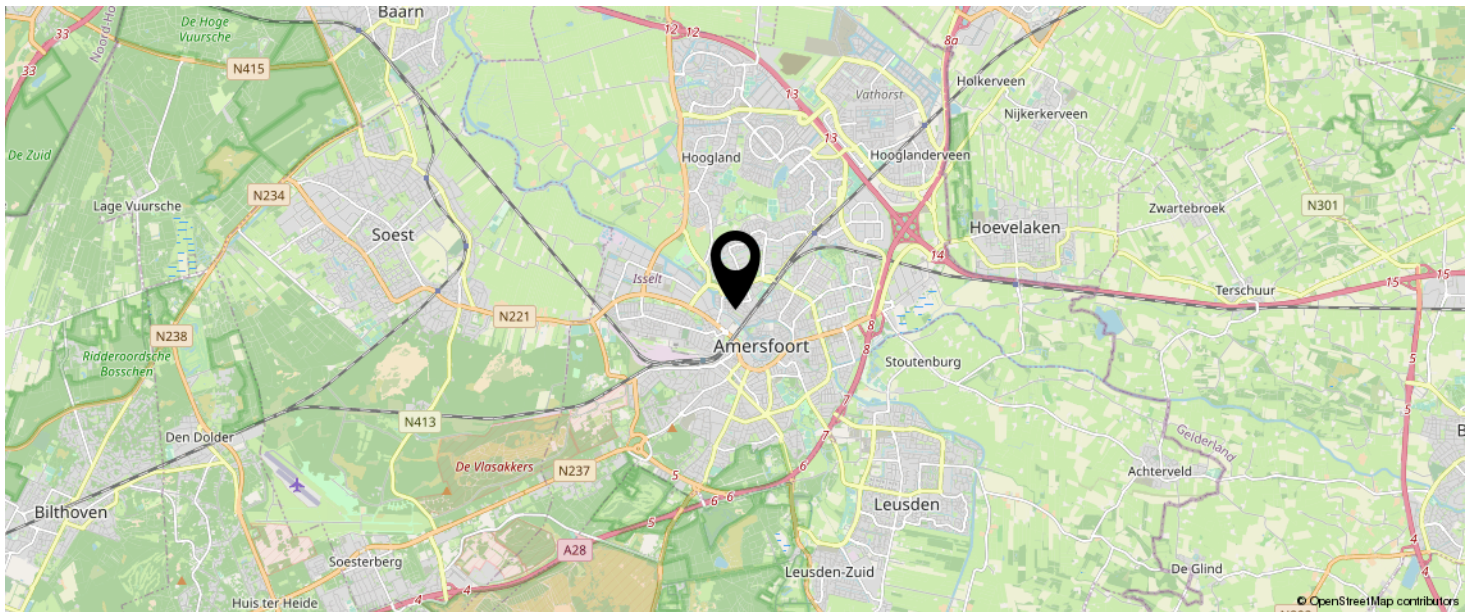 Baarn
De Hoge
Vuursche
33
Noord-Ho
N415
33
12
12
8a
13
Vathorst
Holkerveen
Nijkerkerveen
13
Hoogland
Hooglanderveen
De Zuid
N234
Lage Vuursche
Soest
Zwartebroek
N301
Hoevelaken
14
Isselt
15
15
Terschuur
N221
N238
8
Amersfoort
8
Ridderoordsche
Bosschen
Stoutenburg
5
7
N413
5
Den Dolder
7
Gelderland
B
De Vlasakkers
N237
5
6
Achterveld
6
6
Leusden
Bilthoven
5
4
A28
Soesterberg
Leusden-Zuid
De Glind
4
4
4
Huis ter Heide
© OpenStreetMap contributors